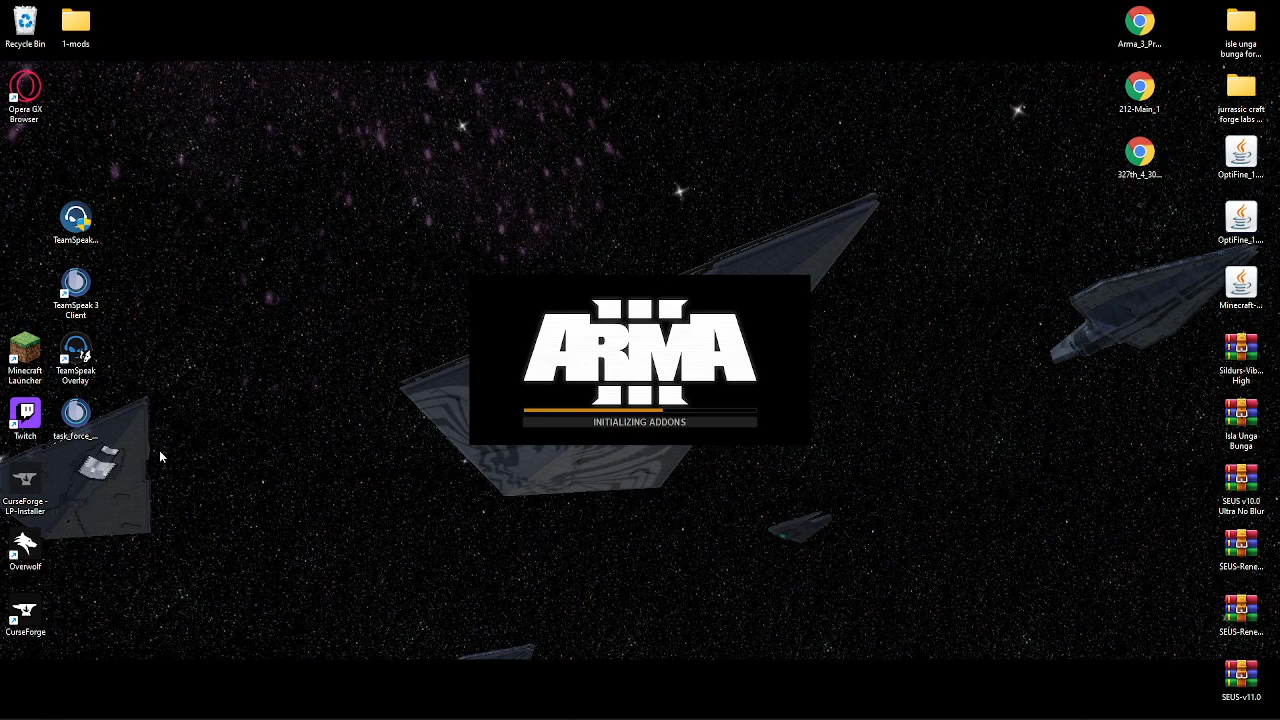 Recycle Bin
1-mods
Opera GX
Browser
TeamSpeak...
TeamSpeak 3
Client
Minecraft
Launcher
TeamSpeak
Overlay
Twitch
task_force_...
CurseForge -
LP-Installer
Overwolf
CurseForge
III
ARMA
III
INITIALIZING ADDONS
Arma_3_Pr...
isle unga
bunga for...
212-Main_1
jurrassic craft
forge labs ...
327th_4_30...
OptiFine_1....
OptiFine_1....
Minecraft-...
Sildurs-Vib...
High
Isla Unga
Bunga
SEUS v10.0
Ultra No Blur
SEUS-Rene...
SEUS-Rene...
SEUS-v11.0